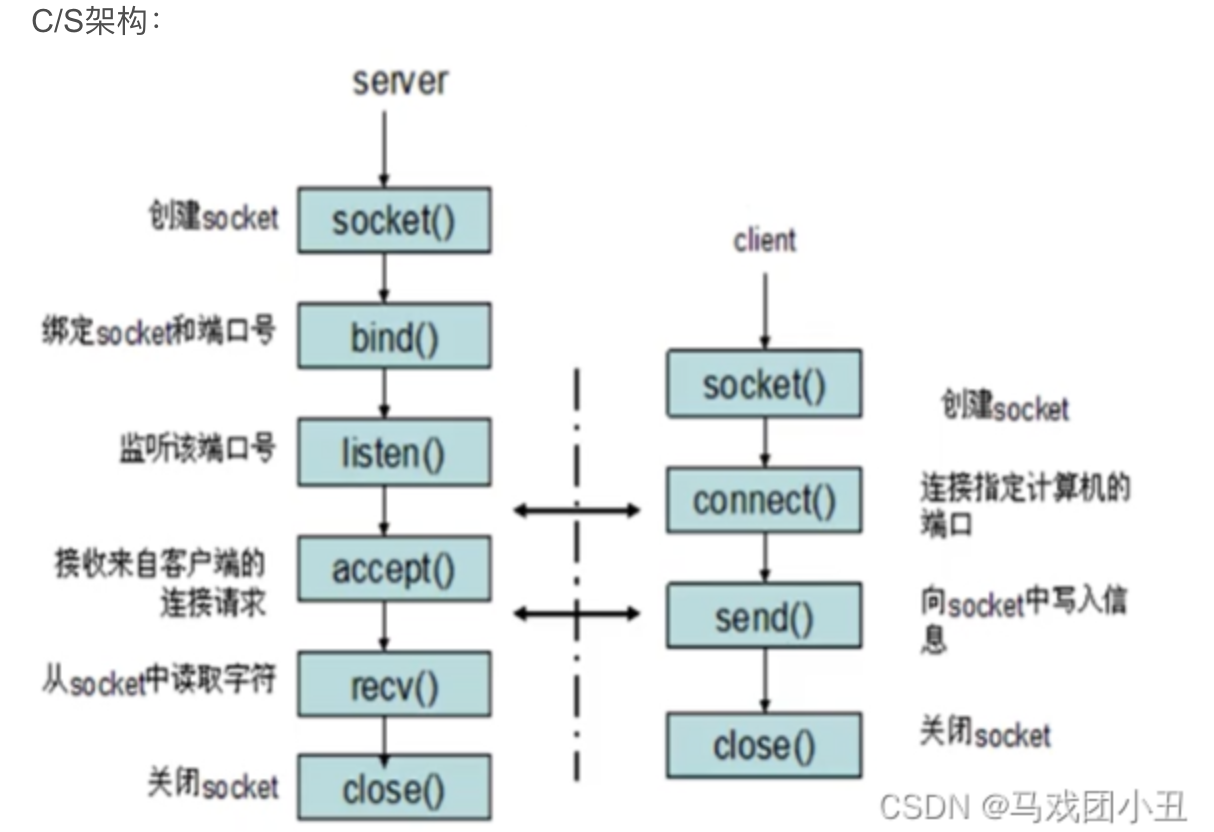 C/S架构：
server
创建socket
socket()
绑定socket和端口号
bind()
监听该端口号
listen()
接收来自客户端的
连接请求
accept()
从socket中读取字符
recv()
关闭socket
close()
client
socket()
创建socket
connect()
连接指定计算机的
端口
send()
向socket中写入信
息
close()
关闭socket
CSDN @马戏团小丑